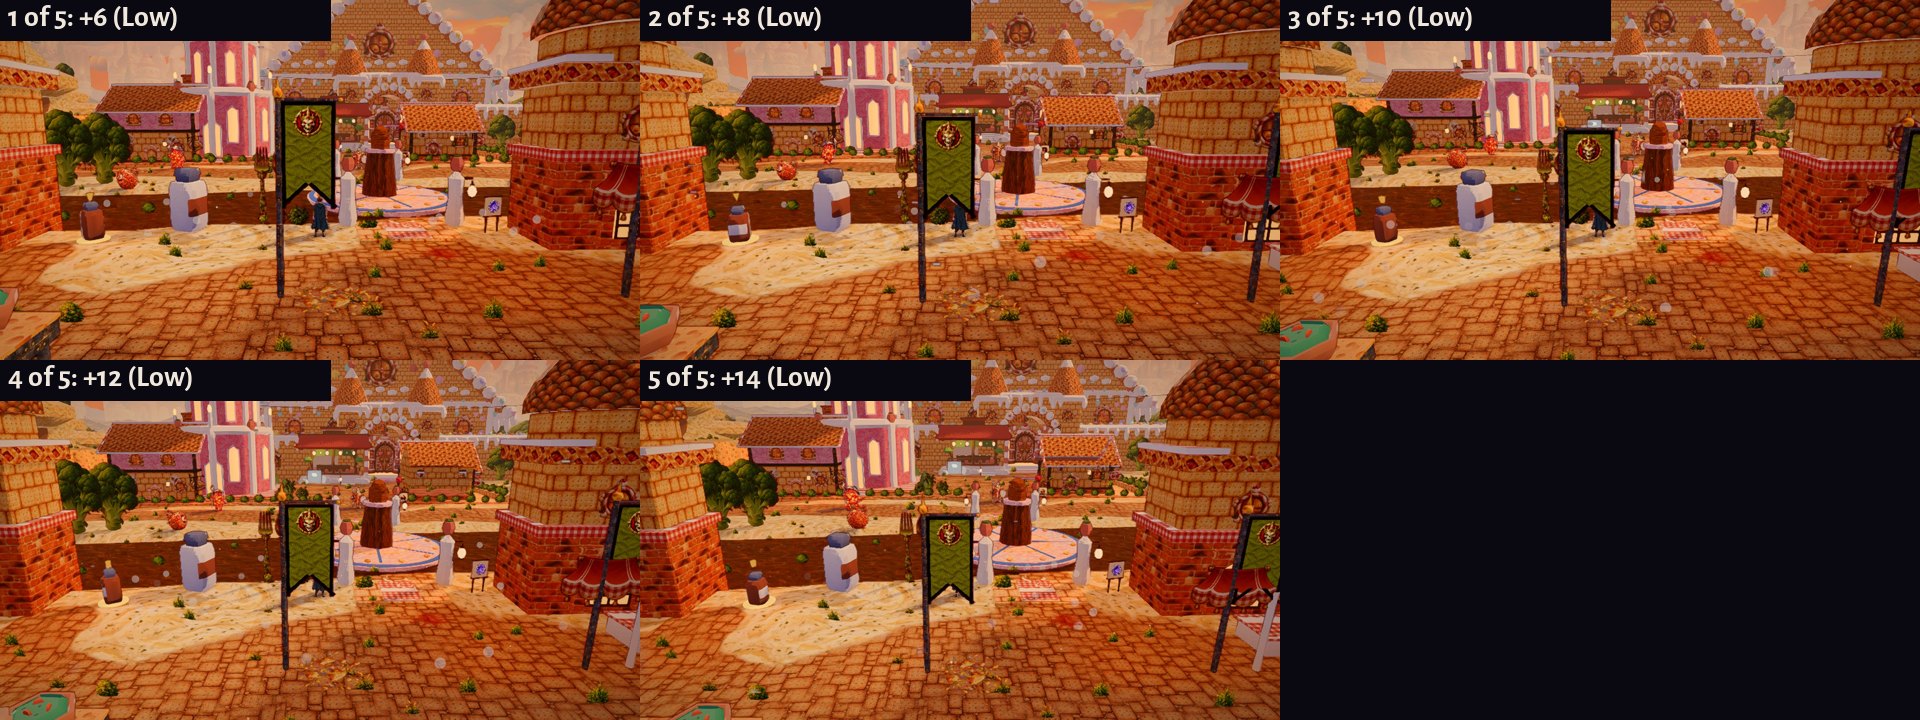 1 of 5: +6 (Low)
2 of 5: +8 (Low)
3 of 5: +10 (Low)
4 of 5: +12 (Low)
5 of 5: +14 (Low)